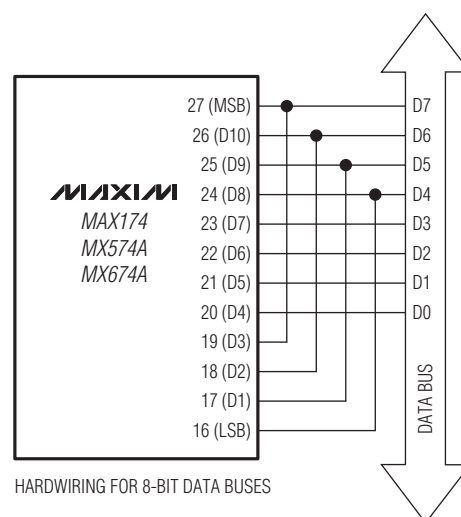 27 (MSB) D7
26 (D10) D6
25 (D9) D5
MAXIM 24 (D8) D4
MAX174 23 (D7) D3
MX574A 22 (D6) D2
MX674A 21 (D5) D1
20 (D4) D0
19 (D3)
18 (D2)
17 (D1)
16 (LSB)
DATA BUS
HARDWIRING FOR 8-BIT DATA BUSES